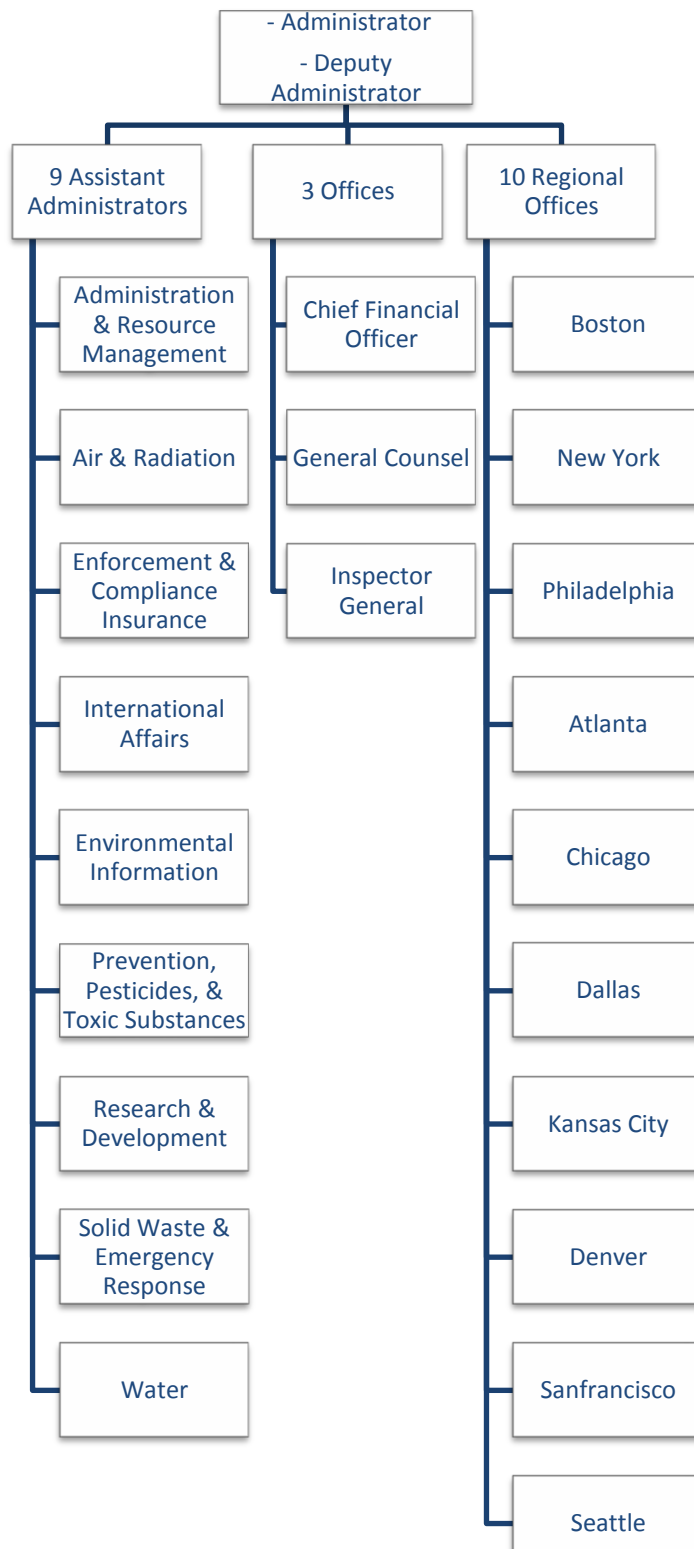 - Administrator
- Deputy
Administrator
9 Assistant
Administrators
3 Offices
10 Regional
Offices
Administration
& Resource
Management
Air & Radiation
Enforcement &
Compliance
Insurance
International
Affairs
Environmental
Information
Prevention,
Pesticides, &
Toxic Substances
Research &
Development
Solid Waste &
Emergency
Response
Water
Chief Financial
Officer
General Counsel
Inspector
General
Boston
New York
Philadelphia
Atlanta
Chicago
Dallas
Kansas City
Denver
Sanfrancisco
Seattle